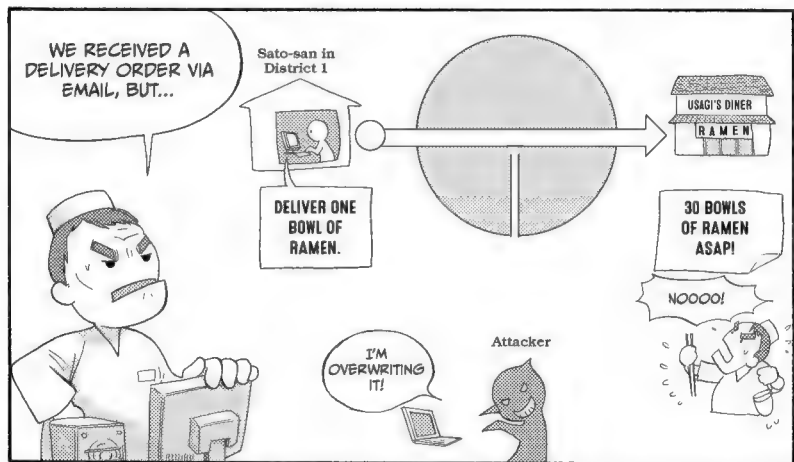 WE RECEIVED A
DELIVERY ORDER VIA
EMAIL, BUT...
Sato-san in
District 1
DELIVER ONE
BOWL OF
RAMEN.
USAGI'S DINER
RAMEN
30 BOWLS
OF RAMEN
ASAP!
NOOOO!
I'M
OVERWRITING
IT!
Attacker